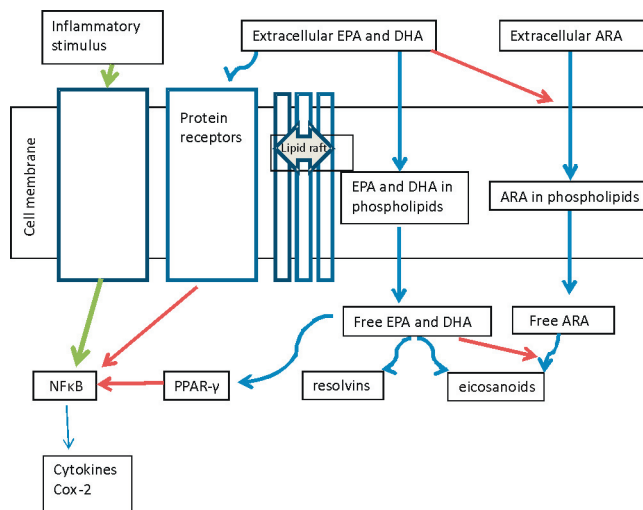 Inflammatory
stimulus
Extracellular EPA and DHA
Extracellular ARA
Cell membrane
Protein
receptors
Lipid raft
EPA and DHA in
phospholipids
ARA in phospholipids
Free EPA and DHA
Free ARA
NFκB
PPAR-γ
resolvins
eicosanoids
Cytokines
Cox-2